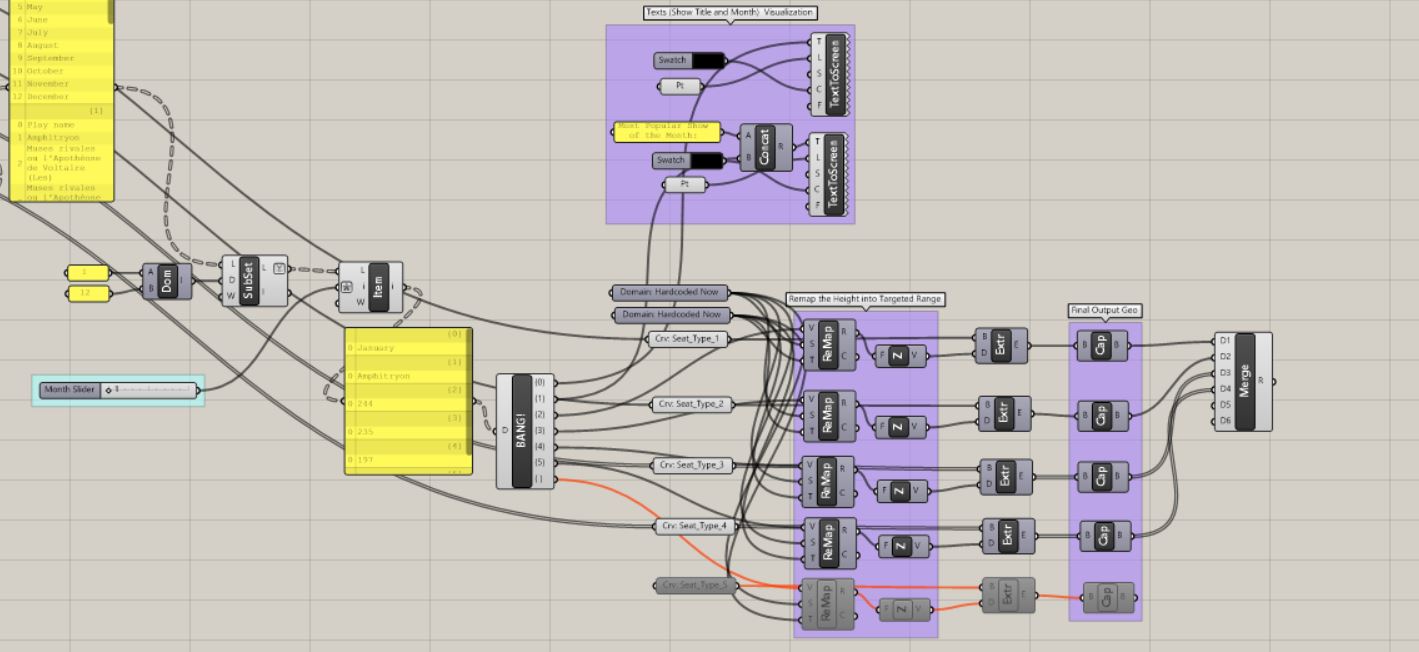 5 May
6 June
7 July
8 August
9 September
10 October
11 November
12 December
{1}
0 Play name
1 Amphitryon
2 Muses rivales ou l'Apothéose de Voltaire (Les)
Muses rivales ou l'Apothéose
Texts (Show Title and Month) Visualization
Swatch
Pt
T
L
S
C
F
TextToScreen
Most Popular Show
of the Month:
Swatch
Pt
A
B
Concat
R
T
L
S
C
F
TextToScreen
1
12
A
B
Dom
I
L
D
W
SubSet
L
I
L
i
W
Item
i
Month Slider
1
{0}
0 January
{1}
0 Amphitryon
{2}
0 244
{3}
0 235
{4}
0 197
D
BANG!
{0}
{1}
{2}
{3}
{4}
{5}
Domain: Hardcoded Now
Domain: Hardcoded Now
Crv: Seat_Type_1
Crv: Seat_Type_2
Crv: Seat_Type_3
Crv: Seat_Type_4
Crv: Seat_Type_5
Remap the Height into Targeted Range
V
S
T
ReMap
R
C
F
Z
V
B
D
Extr
E
V
S
T
ReMap
R
C
F
Z
V
B
D
Extr
E
V
S
T
ReMap
R
C
F
Z
V
B
D
Extr
E
V
S
T
ReMap
R
C
F
Z
V
B
D
Extr
E
V
S
T
ReMap
R
C
F
Z
V
B
D
Extr
E
Final Output Geo
B
Cap
B
B
Cap
B
B
Cap
B
B
Cap
B
B
Cap
B
D1
D2
D3
D4
D5
D6
Merge
R